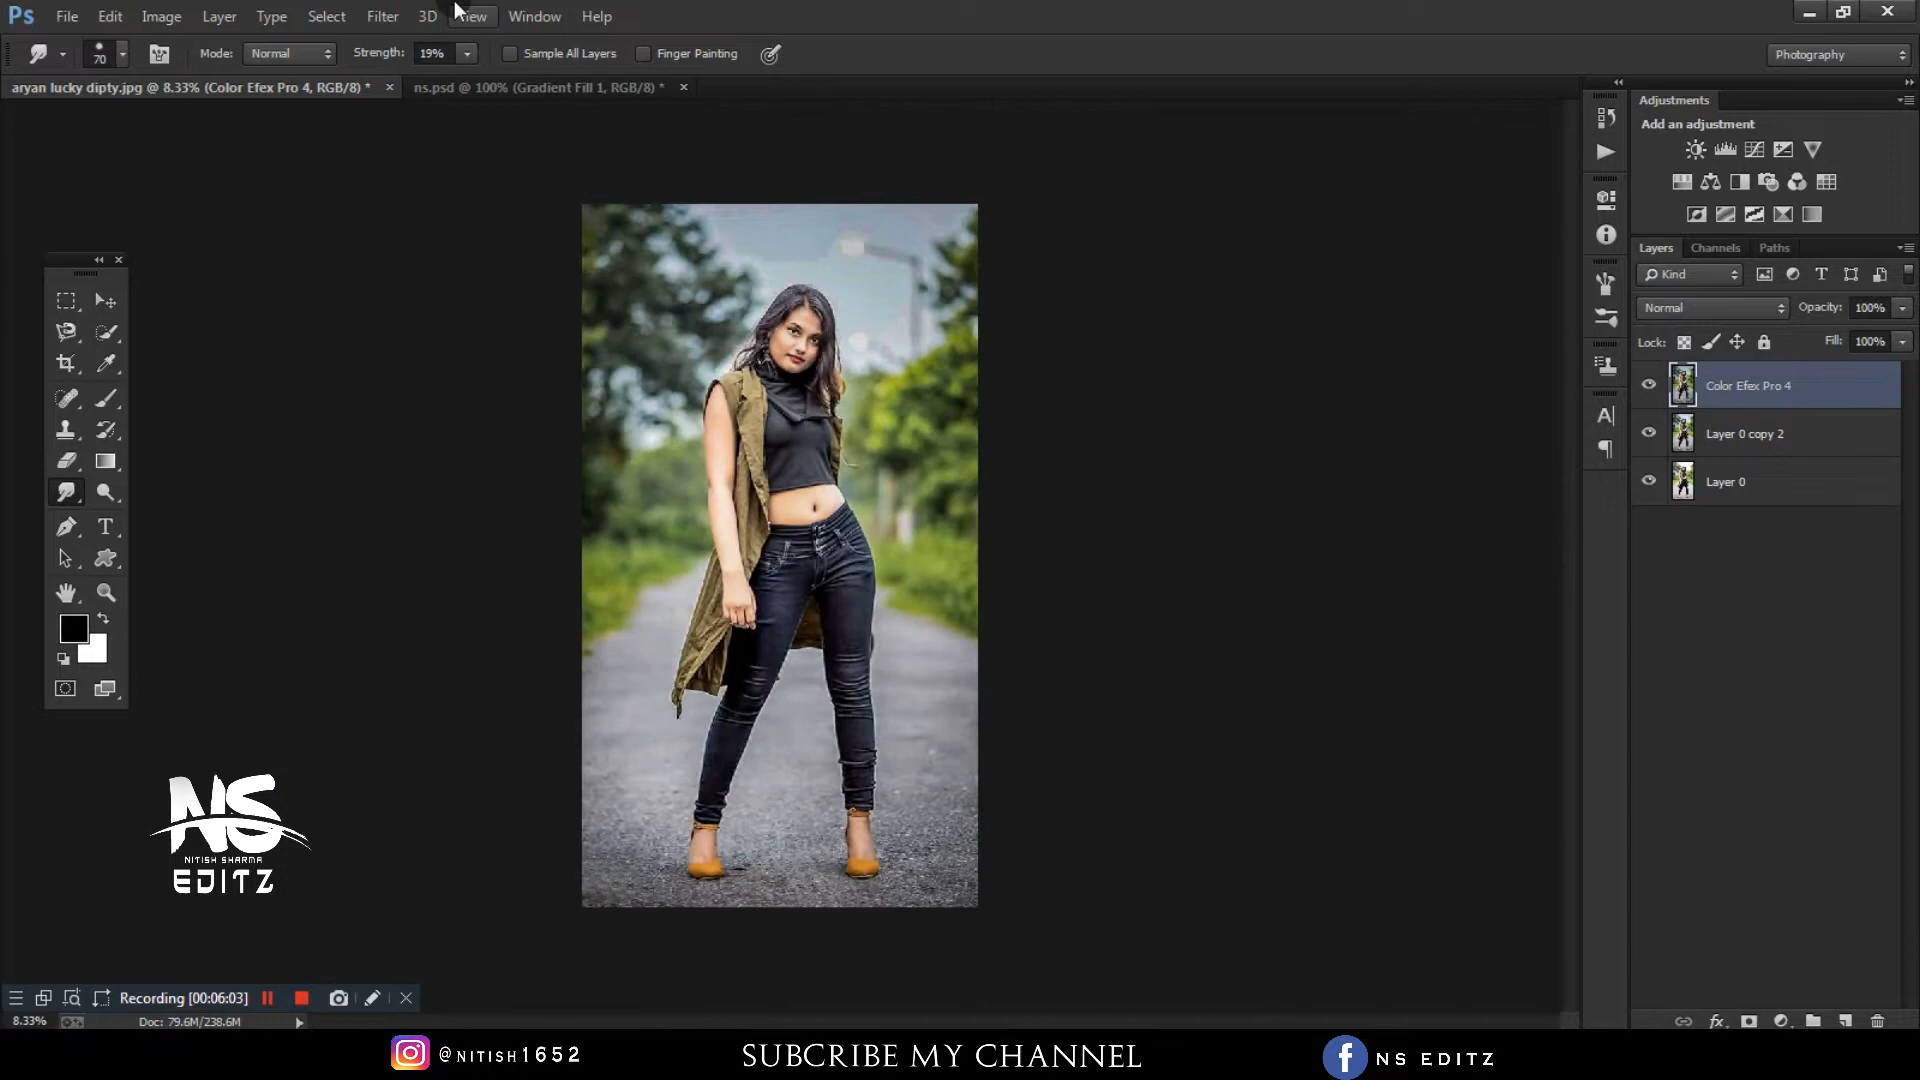 Ps File Edit Image Layer Type Select Filter 3D View Window Help
70 Mode: Normal Strength: 19% Sample All Layers Finger Painting Photography
aryan lucky dipty.jpg @ 8.33% (Color Efex Pro 4, RGB/8) * × ns.psd @ 100% (Gradient Fill 1, RGB/8) * ×
Adjustments
Add an adjustment
Layers Channels Paths
Kind
Normal Opacity: 100%
Lock: Fill: 100%
Color Efex Pro 4
Layer 0 copy 2
Layer 0
NS
NITISH SHARMA
EDITZ
Recording [00:06:03]
8.33% Doc: 79.6M/238.6M
@NITISH1652 SUBCRIBE MY CHANNEL NS EDITZ